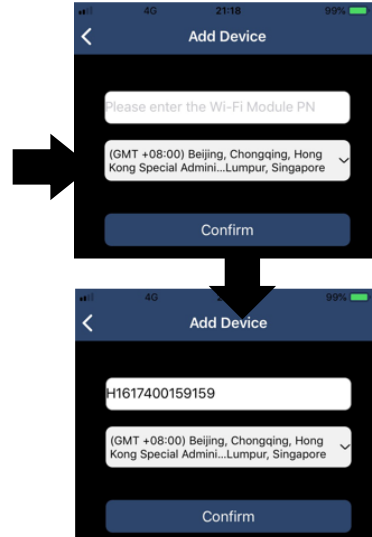 4G 21:18 99%
Add Device
Please enter the Wi-Fi Module PN
(GMT +08:00) Beijing, Chongqing, Hong
Kong Special Admini...Lumpur, Singapore
Confirm
4G 99%
Add Device
H1617400159159
(GMT +08:00) Beijing, Chongqing, Hong
Kong Special Admini...Lumpur, Singapore
Confirm